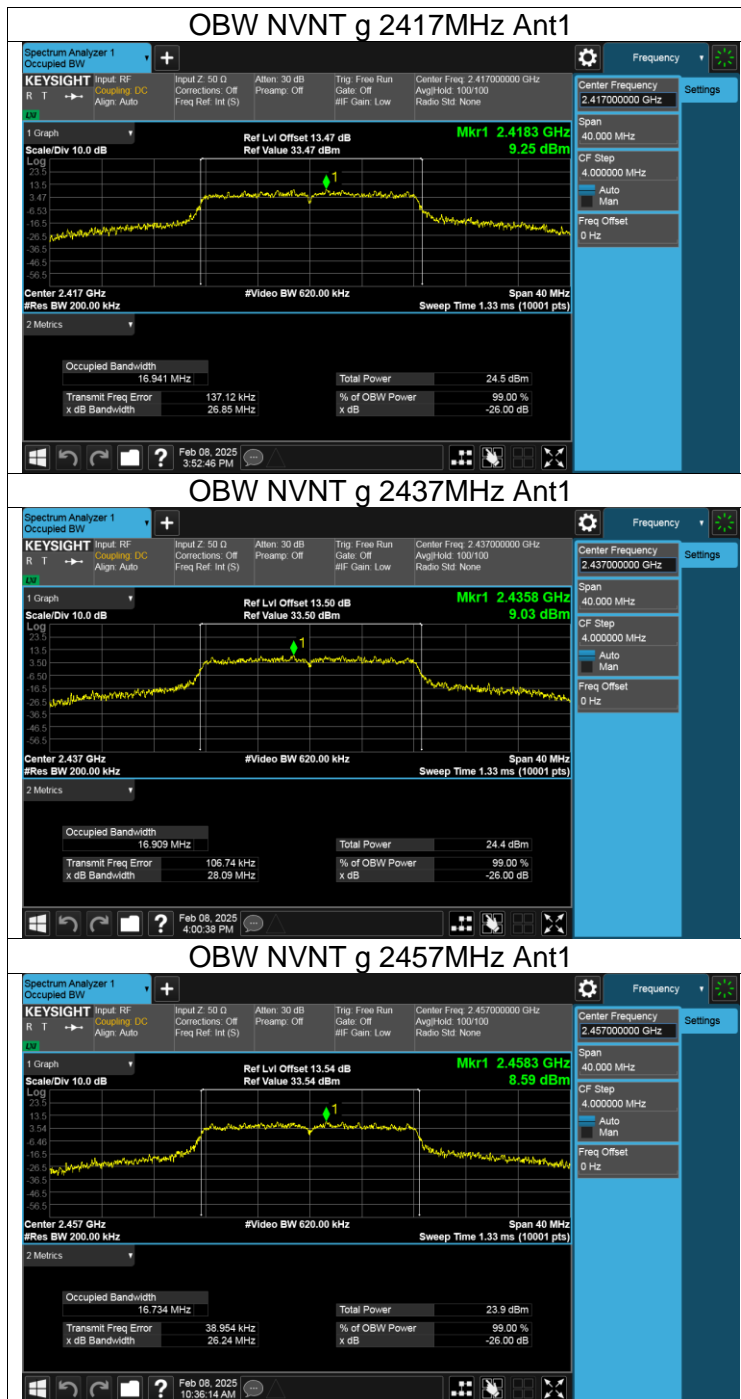 OBW NVNT g 2417MHz Ant1
Spectrum Analyzer 1
Occupied BW
+
Frequency
KEYSIGHT Input: RF Input Z: 50 Ω Atten: 30 dB Trig: Free Run Center Freq: 2.417000000 GHz
R T Coupling: DC Corrections: Off Preamp: Off Gate: Off Avg|Hold: 100/100
Align: Auto Freq Ref: Int (S) #IF Gain: Low Radio Std: None
LXI
Center Frequency
2.417000000 GHz
Settings
Span
40.000 MHz
CF Step
4.000000 MHz
Auto
Man
Freq Offset
0 Hz
1 Graph Ref Lvl Offset 13.47 dB Mkr1 2.4183 GHz
Scale/Div 10.0 dB Ref Value 33.47 dBm 9.25 dBm
Log
23.5
13.5
3.47
-6.53
-16.5
-26.5
-36.5
-46.5
-56.5
1
Center 2.417 GHz #Video BW 620.00 kHz Span 40 MHz
#Res BW 200.00 kHz Sweep Time 1.33 ms (1001 pts)
2 Metrics
Occupied Bandwidth
16.941 MHz Total Power 24.5 dBm
Transmit Freq Error 137.12 kHz % of OBW Power 99.00 %
x dB Bandwidth 26.85 MHz x dB -26.00 dB
? Feb 08, 2025
3:52:46 PM
OBW NVNT g 2437MHz Ant1
Spectrum Analyzer 1
Occupied BW
+
Frequency
KEYSIGHT Input: RF Input Z: 50 Ω Atten: 30 dB Trig: Free Run Center Freq: 2.437000000 GHz
R T Coupling: DC Corrections: Off Preamp: Off Gate: Off Avg|Hold: 100/100
Align: Auto Freq Ref: Int (S) #IF Gain: Low Radio Std: None
LXI
Center Frequency
2.437000000 GHz
Settings
Span
40.000 MHz
CF Step
4.000000 MHz
Auto
Man
Freq Offset
0 Hz
1 Graph Ref Lvl Offset 13.50 dB Mkr1 2.4358 GHz
Scale/Div 10.0 dB Ref Value 33.50 dBm 9.03 dBm
Log
23.5
13.5
3.50
-6.50
-16.5
-26.5
-36.5
-46.5
-56.5
1
Center 2.437 GHz #Video BW 620.00 kHz Span 40 MHz
#Res BW 200.00 kHz Sweep Time 1.33 ms (10001 pts)
2 Metrics
Occupied Bandwidth
16.909 MHz Total Power 24.4 dBm
Transmit Freq Error 106.74 kHz % of OBW Power 99.00 %
x dB Bandwidth 28.09 MHz x dB -26.00 dB
? Feb 08, 2025
4:00:38 PM
OBW NVNT g 2457MHz Ant1
Spectrum Analyzer 1
Occupied BW
+
Frequency
KEYSIGHT Input: RF Input Z: 50 Ω Atten: 30 dB Trig: Free Run Center Freq: 2.457000000 GHz
R T Coupling: DC Corrections: Off Preamp: Off Gate: Off Avg|Hold: 100/100
Align: Auto Freq Ref: Int (S) #IF Gain: Low Radio Std: None
LXI
Center Frequency
2.457000000 GHz
Settings
Span
40.000 MHz
CF Step
4.000000 MHz
Auto
Man
Freq Offset
0 Hz
1 Graph Ref Lvl Offset 13.54 dB Mkr1 2.4583 GHz
Scale/Div 10.0 dB Ref Value 33.54 dBm 8.59 dBm
Log
23.5
13.5
3.54
-6.46
-16.5
-26.5
-36.5
-46.5
-56.5
1
Center 2.457 GHz #Video BW 620.00 kHz Span 40 MHz
#Res BW 200.00 kHz Sweep Time 1.33 ms (10001 pts)
2 Metrics
Occupied Bandwidth
16.734 MHz Total Power 23.9 dBm
Transmit Freq Error 38.954 kHz % of OBW Power 99.00 %
x dB Bandwidth 26.24 MHz x dB -26.00 dB
? Feb 08, 2025
10:36:14 AM